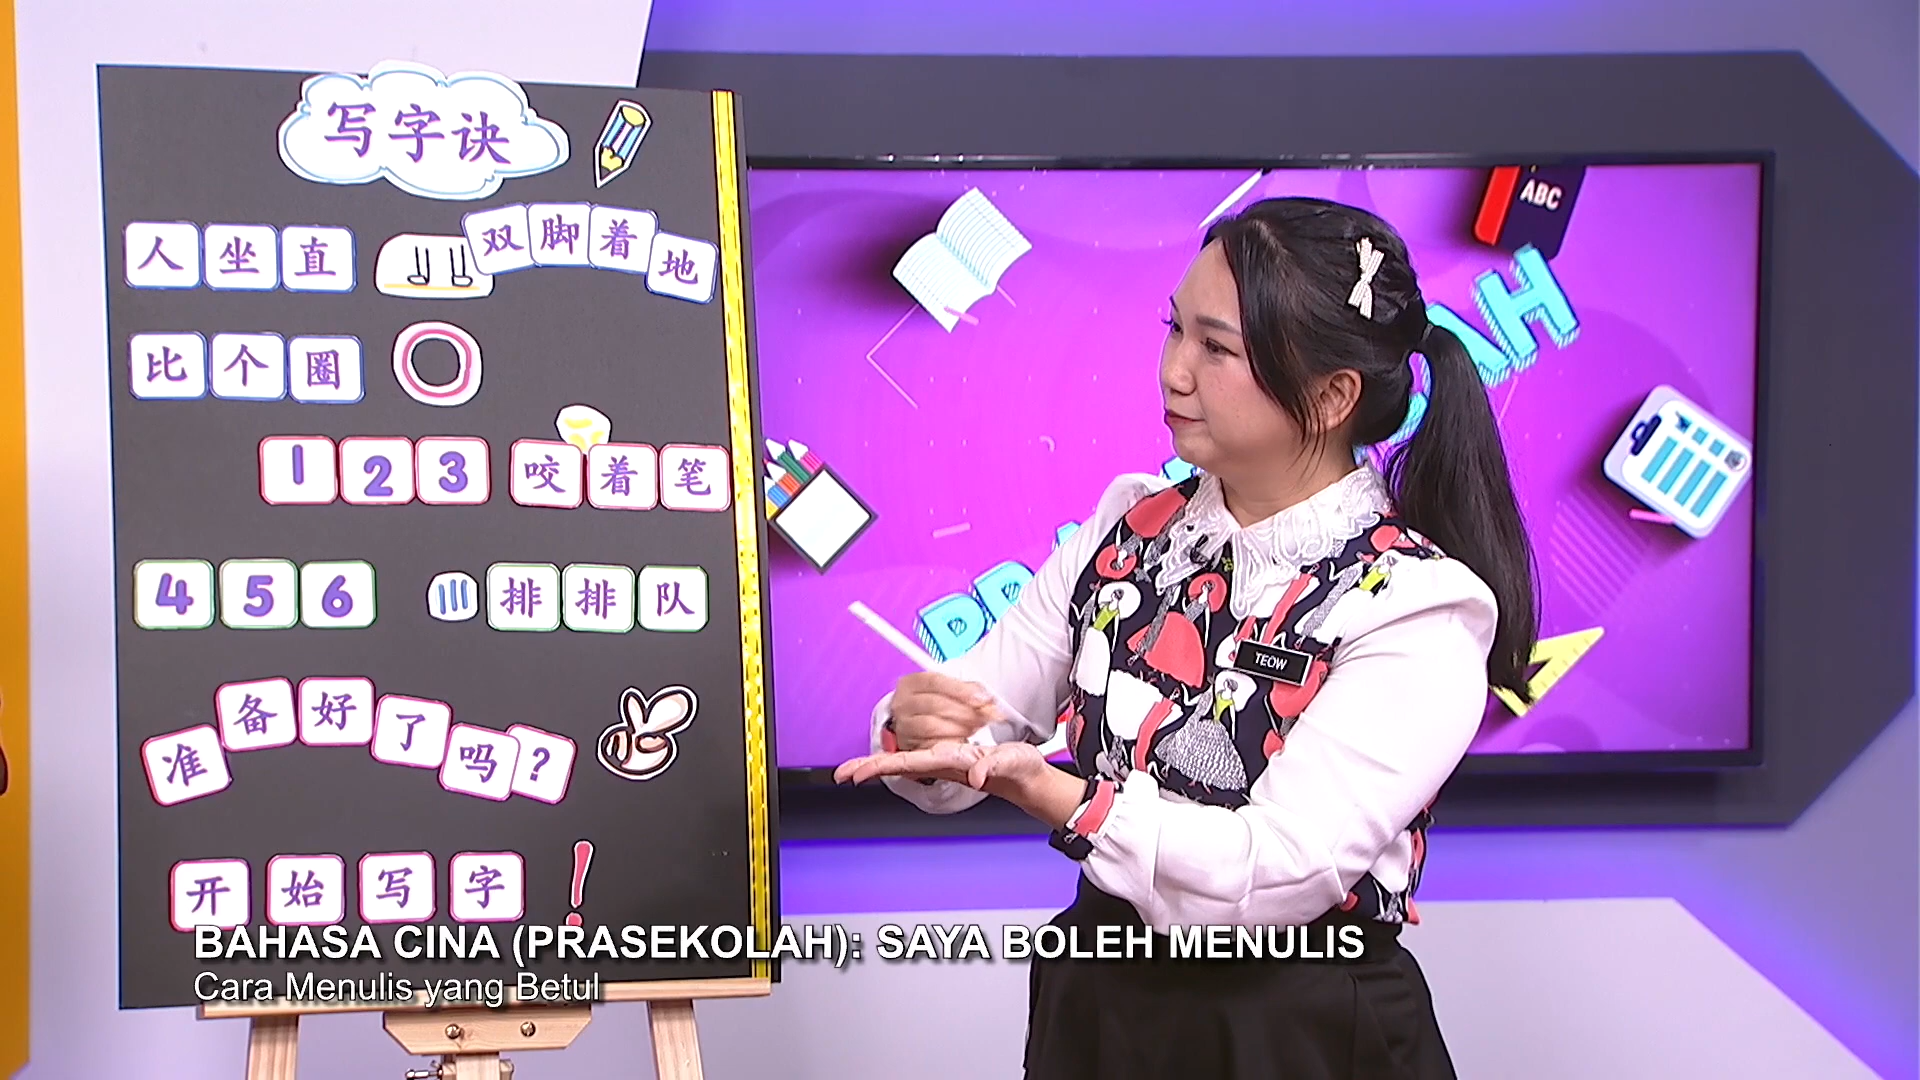 写字诀
人坐直 双脚着地
比个圈
123 咬着笔
456 排排队
准备好了吗?
开始写字!
ABC
TEOW
BAHASA CINA (PRASEKOLAH): SAYA BOLEH MENULIS
Cara Menulis yang Betul